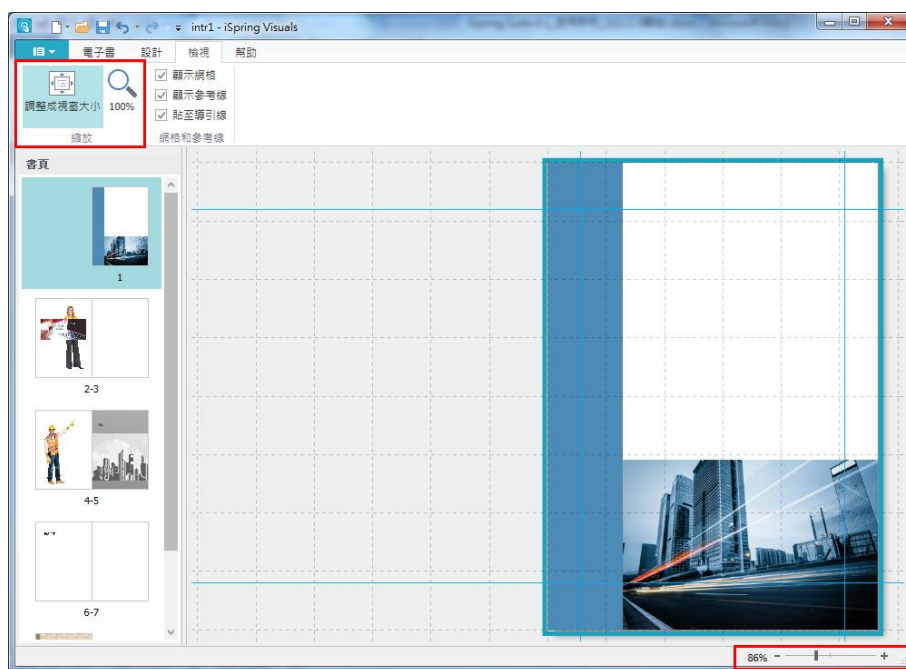 intr1 - iSpring Visuals
電子書 設計 檢視 幫助
調整成視窗大小 100%
縮放
顯示網格
顯示參考線
貼至導引線
網格和參考線
書頁
1
2-3
4-5
6-7
86%